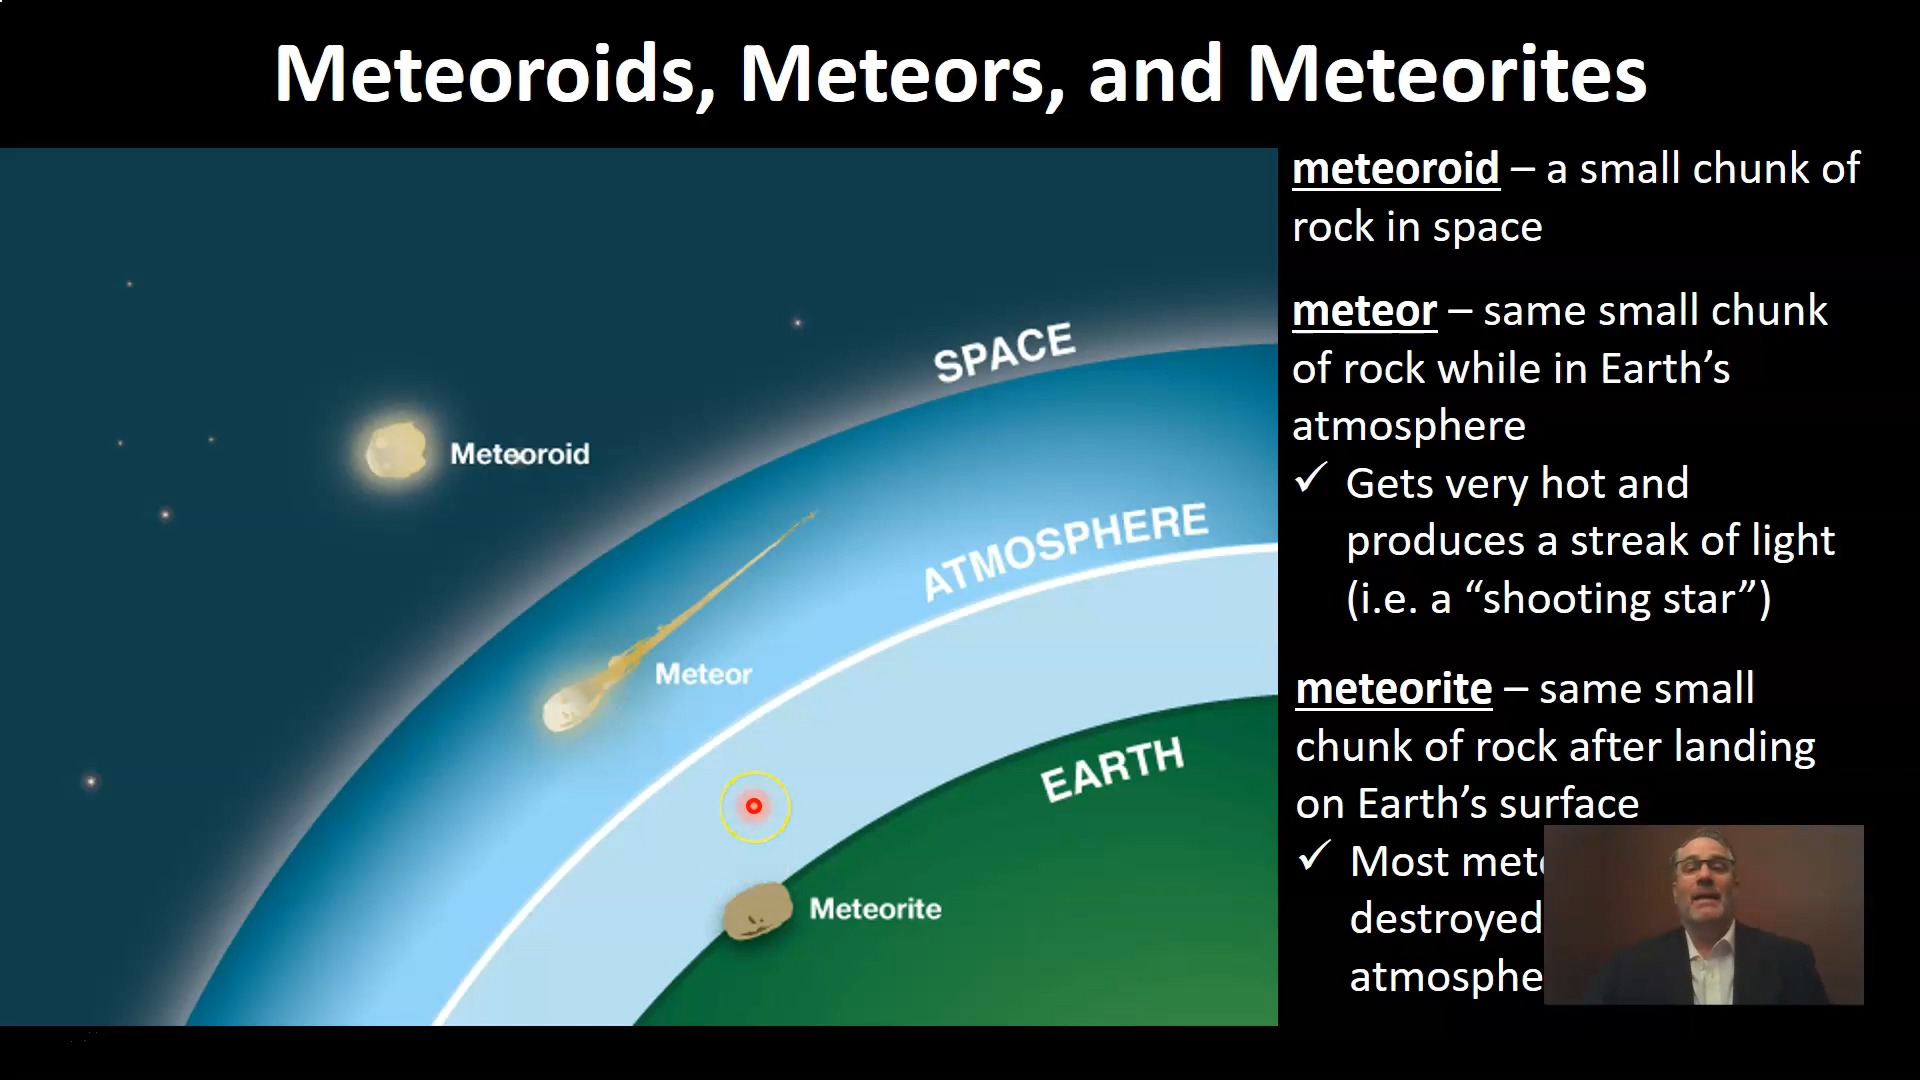 Meteoroids, Meteors, and Meteorites
meteoroid – a small chunk of
rock in space
meteor – same small chunk
of rock while in Earth’s
atmosphere
✓ Gets very hot and
produces a streak of light
(i.e. a “shooting star”)
meteorite – same small
chunk of rock after landing
on Earth’s surface
✓ Most
destroyed
SPACE
Meteoroid
ATMOSPHERE
Meteor
EARTH
Meteorite